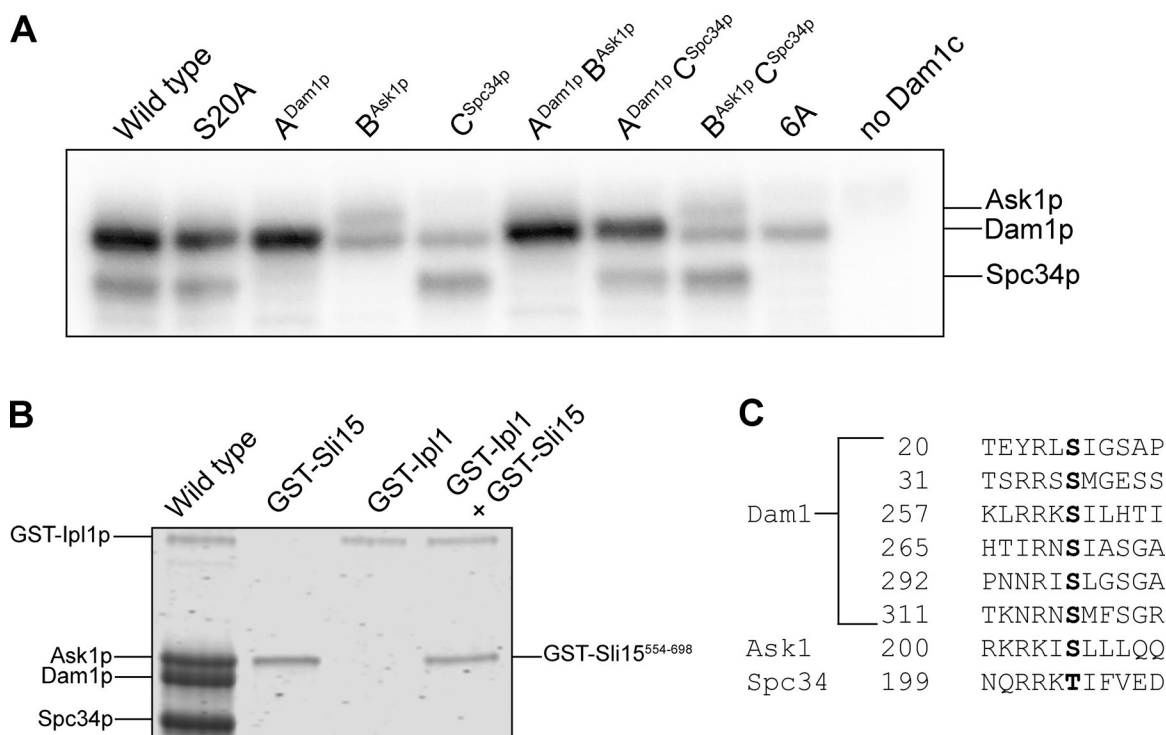 A
Wild type
S20A
A^Dam1p
B^Ask1p
C^Spc34p
A^Dam1p B^Ask1p
A^Dam1p C^Spc34p
B^Ask1p C^Spc34p
6A
no Dam1c
Ask1p
Dam1p
Spc34p
B
Wild type
GST-Sli15
GST-Ipl1
GST-Ipl1
+ GST-Sli15
GST-Ipl1p
Ask1p
Dam1p
Spc34p
GST-Sli15^554-698
C
20 TEYRLSIGSAP
31 TSRRSSMGESS
Dam1 257 KLRRKSILHTI
265 HTIRNSIASGA
292 PNNRISLGSGA
311 TKNRNSMFSGR
Ask1 200 RKRKISLLLQQ
Spc34 199 NQRRKTIFVED